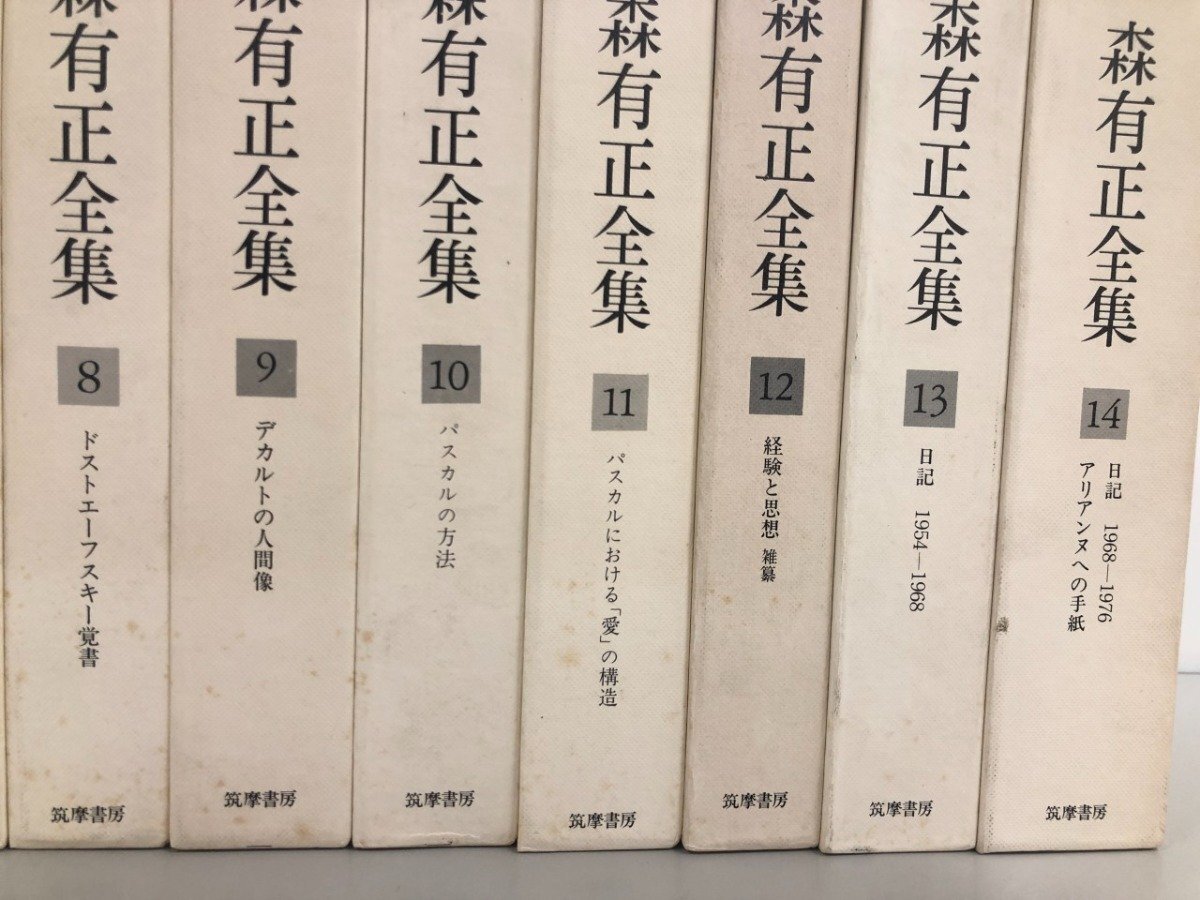 森有正全集
8
ドストエーフスキー覚書
筑摩書房
森有正全集
9
デカルトの人間像
筑摩書房
森有正全集
10
パスカルの方法
筑摩書房
森有正全集
11
パスカルにおける「愛」の構造
筑摩書房
森有正全集
12
経験と思想 雑纂
筑摩書房
森有正全集
13
日記 1954—1968
筑摩書房
森有正全集
14
日記 1968—1976
アリアンヌへの手紙
筑摩書房